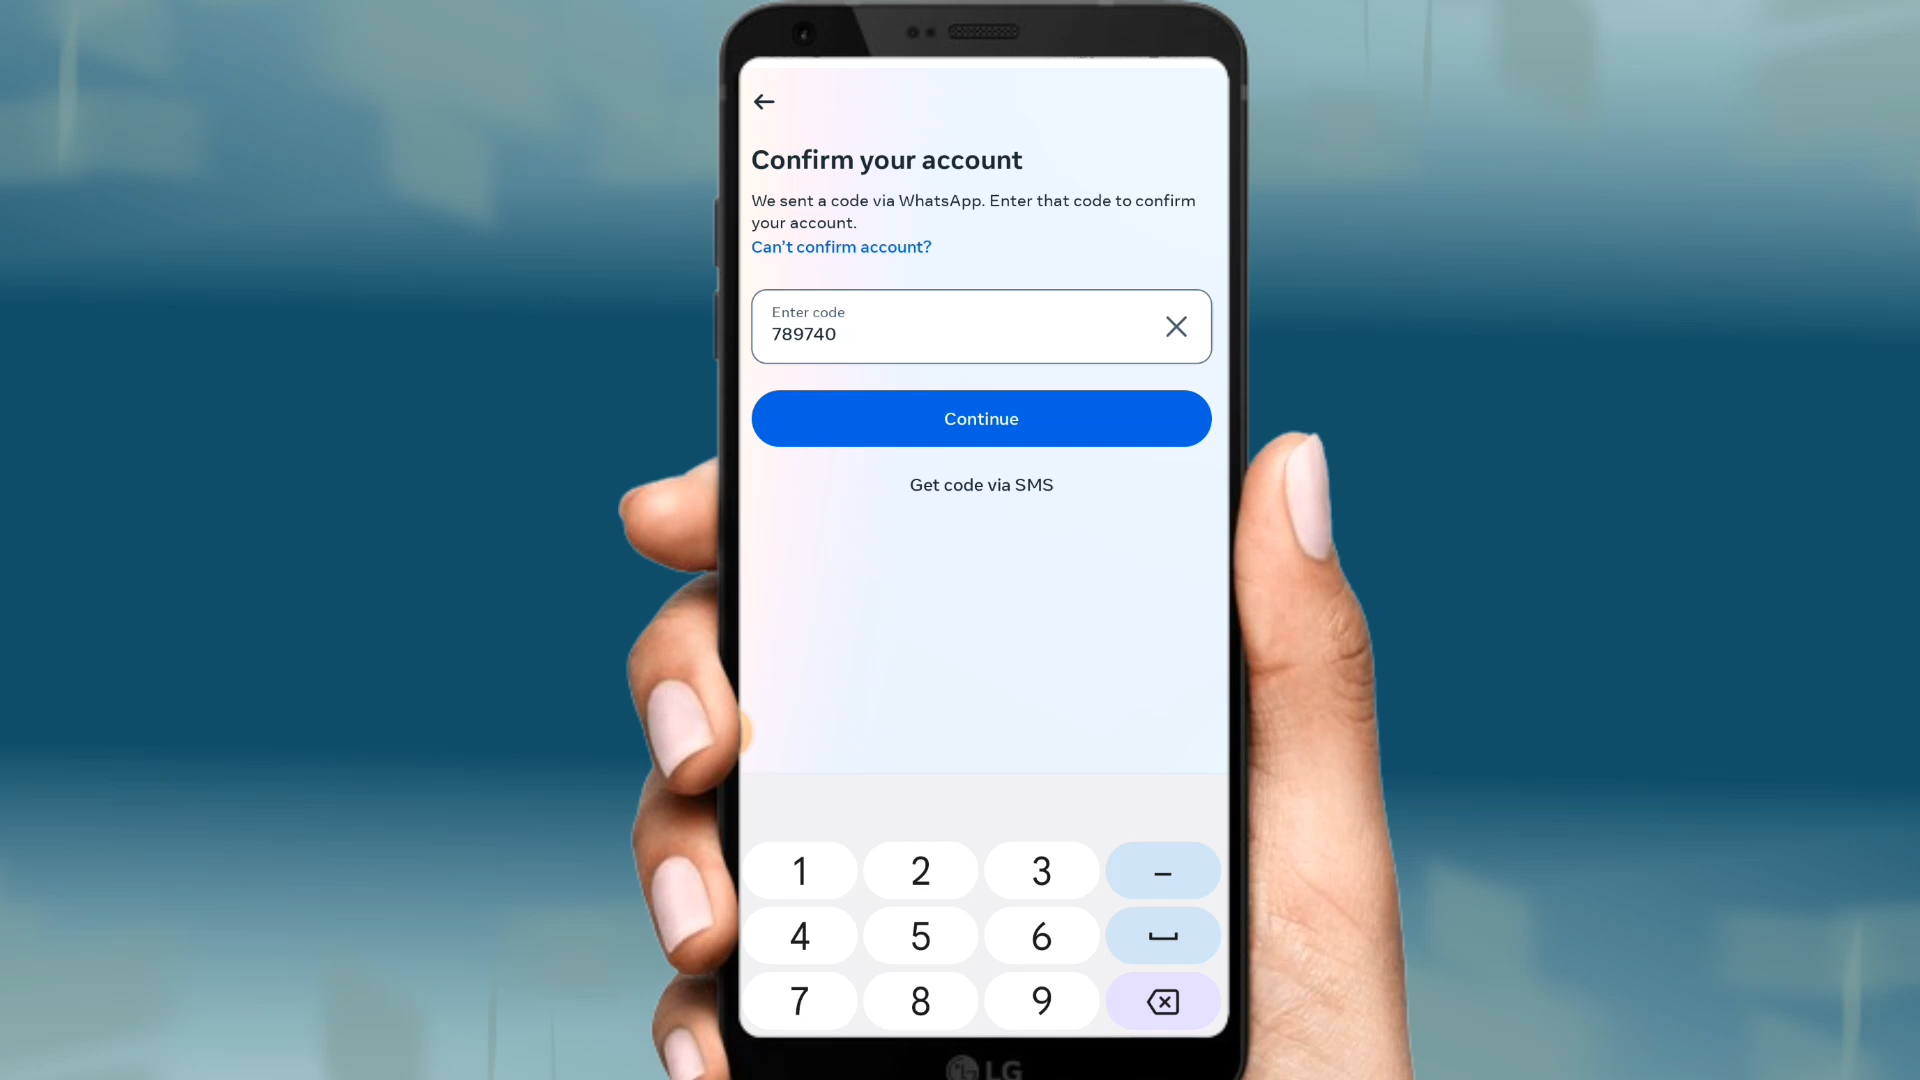 Confirm your account
We sent a code via WhatsApp. Enter that code to confirm
your account.
Can't confirm account?
Enter code
789740
Continue
Get code via SMS
1 2 3 –
4 5 6
7 8 9
LG